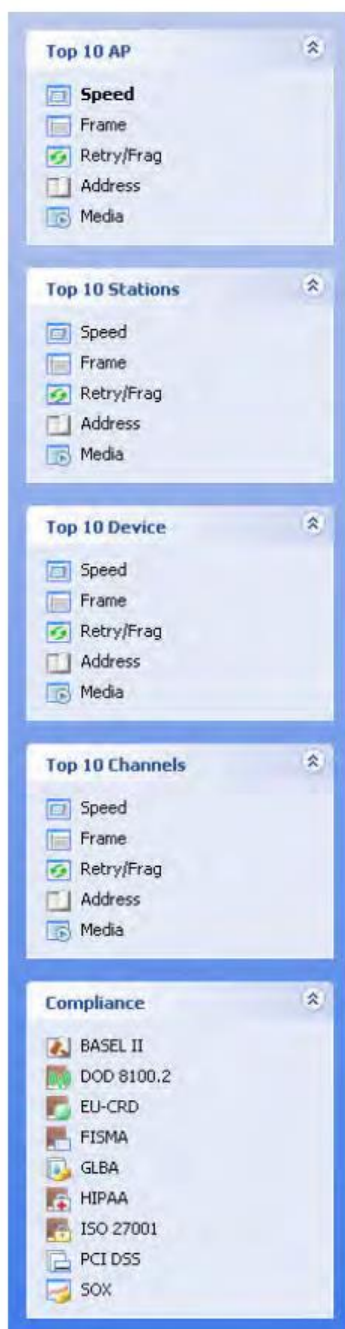 Top 10 AP
Speed
Frame
Retry/Frag
Address
Media
Top 10 Stations
Speed
Frame
Retry/Frag
Address
Media
Top 10 Device
Speed
Frame
Retry/Frag
Address
Media
Top 10 Channels
Speed
Frame
Retry/Frag
Address
Media
Compliance
BASEL II
DOD 8100.2
EU-CRD
FISMA
GLBA
HIPAA
ISO 27001
PCI DSS
SOX